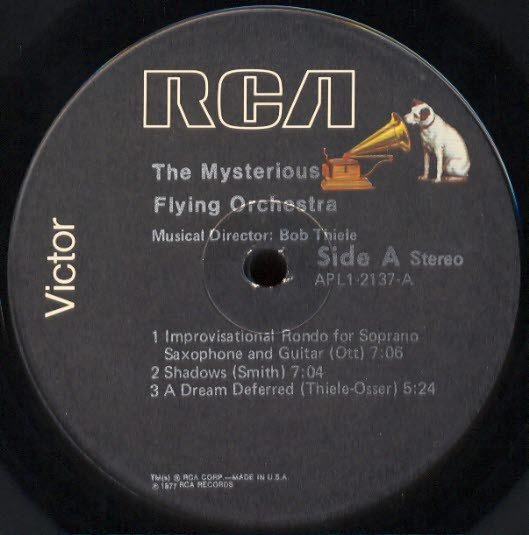 RCA
The Mysterious
Flying Orchestra
Musical Director: Bob Thiele
Side A Stereo
APL1-2137-A
Victor
1 Improvisational Rondo for Soprano
Saxophone and Guitar (Ott) 7:06
2 Shadows (Smith) 7:04
3 A Dream Deferred (Thiele-Osser) 5:24
TM(s) ® RCA CORP.—MADE IN U.S.A.
℗ 1977 RCA RECORDS